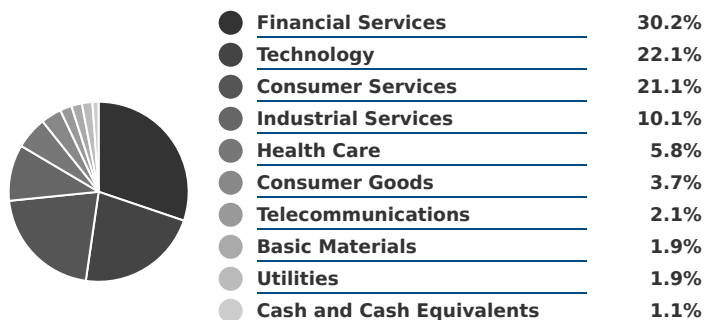 Financial Services 30.2%
Technology 22.1%
Consumer Services 21.1%
Industrial Services 10.1%
Health Care 5.8%
Consumer Goods 3.7%
Telecommunications 2.1%
Basic Materials 1.9%
Utilities 1.9%
Cash and Cash Equivalents 1.1%